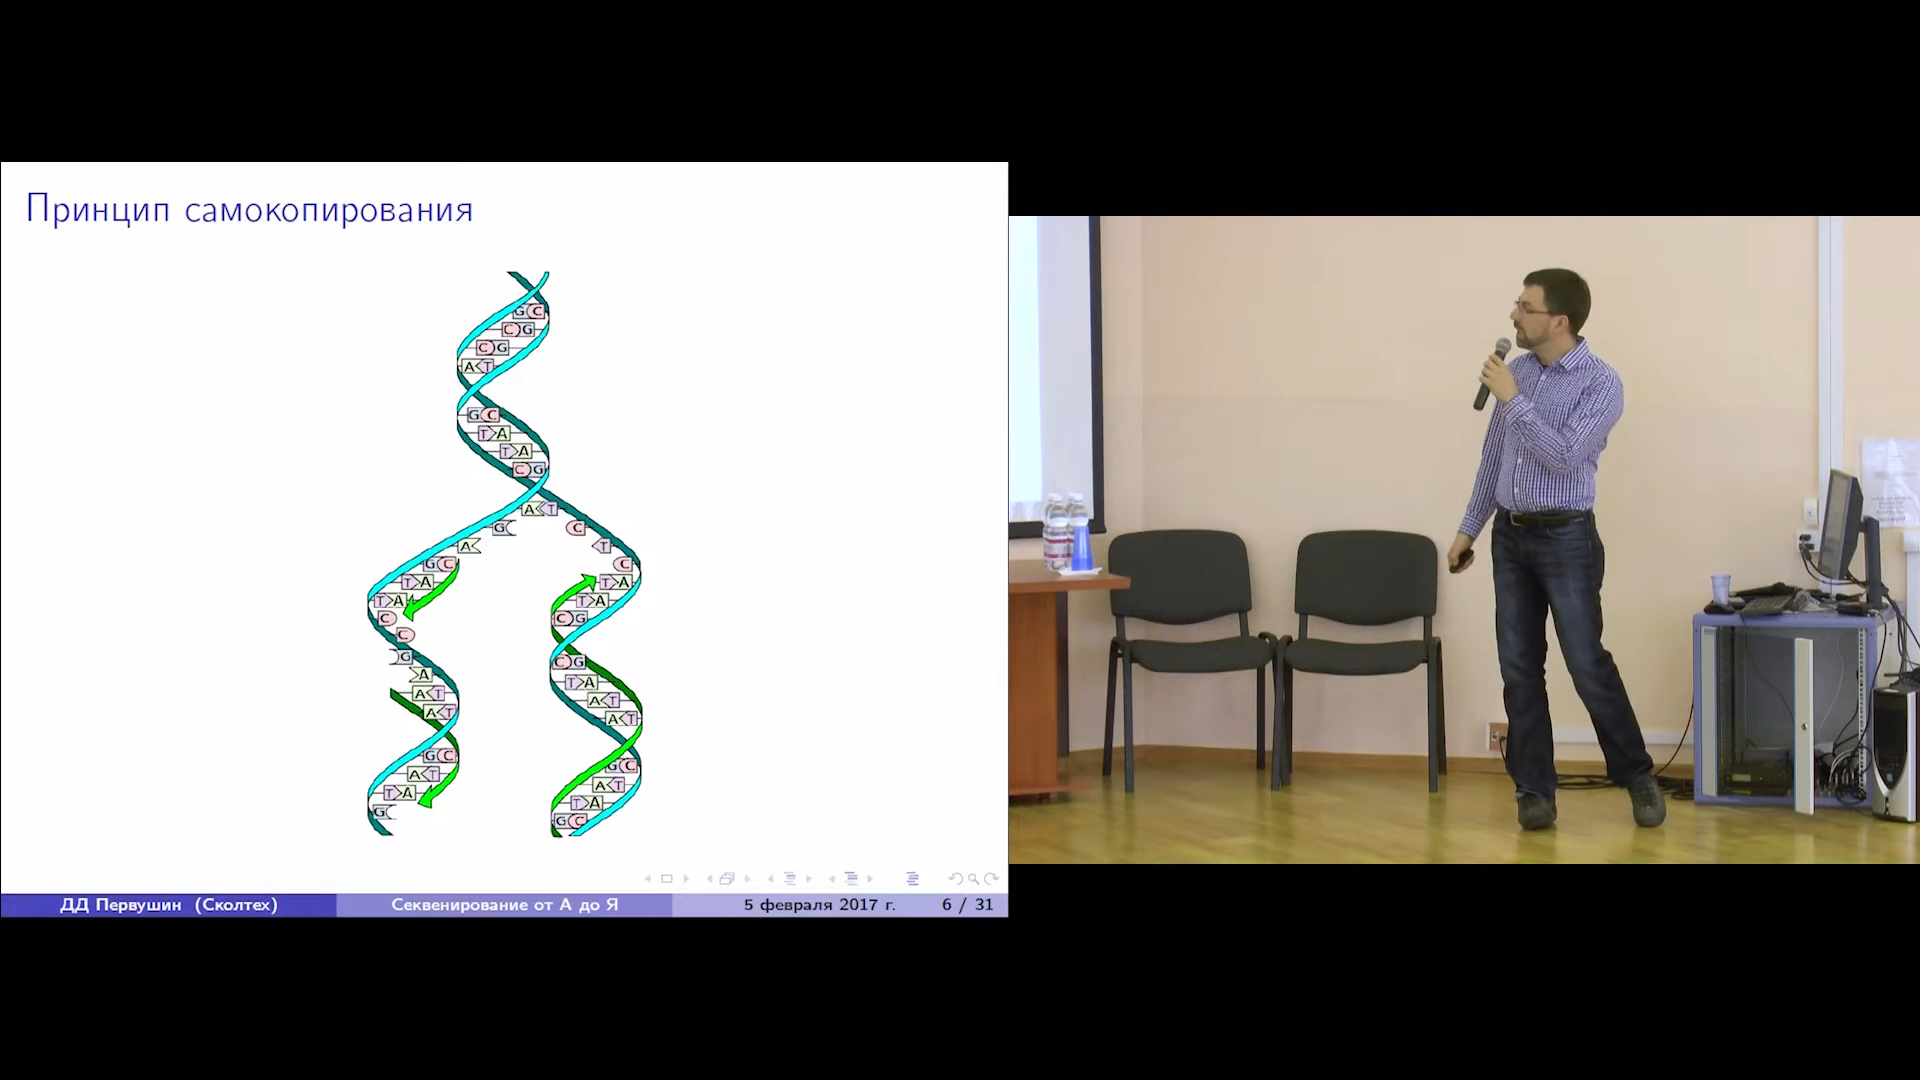 Принцип самокопирования
G C
C G
C G
A T
G C
T A
T A
C G
A T
G C
A T
G C C
T A T A
T A T A
C C G
C
G C G
A T A
A T A T
A T A T
G C G C
A T A T
T A T A
G G C
ДД Первушин (Сколтех) Секвенирование от А до Я 5 февраля 2017 г. 6 / 31